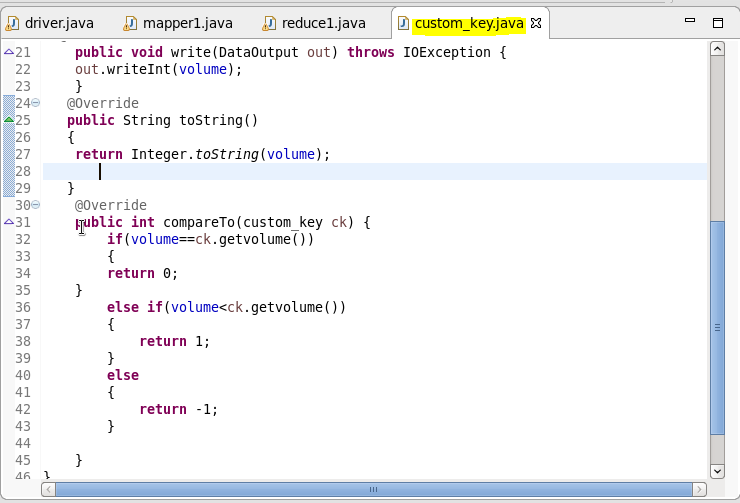 driver.java mapper1.java reduce1.java custom_key.java
21 public void write(DataOutput out) throws IOException {
22 out.writeInt(volume);
23 }
24 @Override
25 public String toString()
26 {
27 return Integer.toString(volume);
28
29 }
30 @Override
31 public int compareTo(custom_key ck) {
32 if(volume==ck.getvolume())
33 {
34 return 0;
35 }
36 else if(volume<ck.getvolume())
37 {
38 return 1;
39 }
40 else
41 {
42 return -1;
43 }
44
45 }
46 }